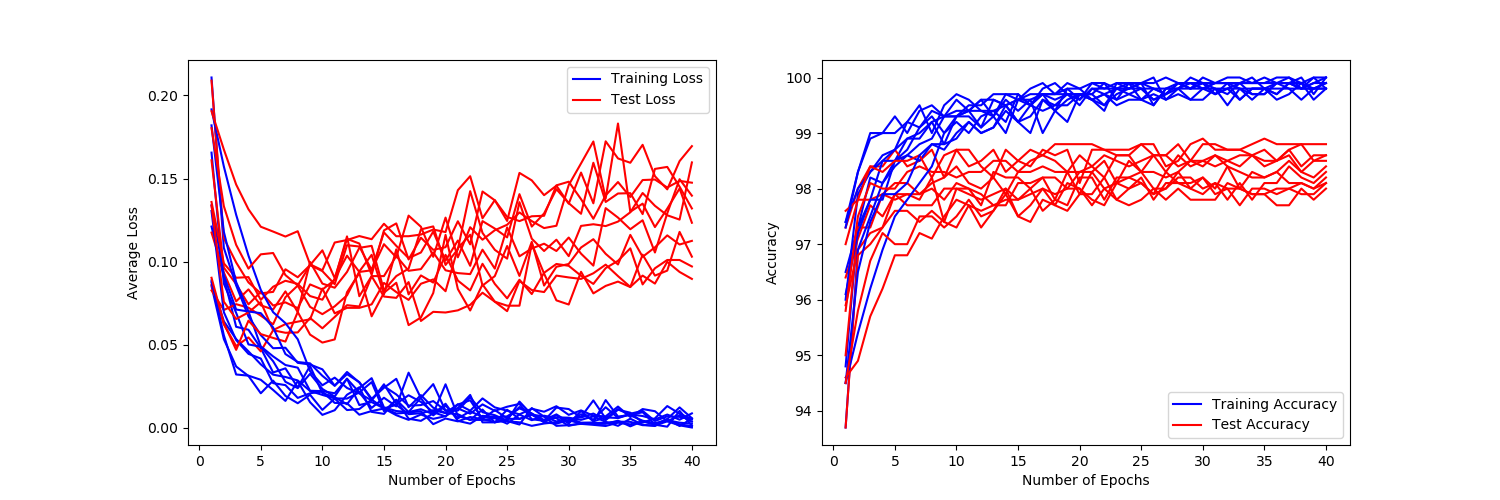 Training Loss
Test Loss
0.20
0.15
0.10
0.05
0.00
Average Loss
0 5 10 15 20 25 30 35 40
Number of Epochs
100
99
98
97
96
95
94
Accuracy
Training Accuracy
Test Accuracy
0 5 10 15 20 25 30 35 40
Number of Epochs